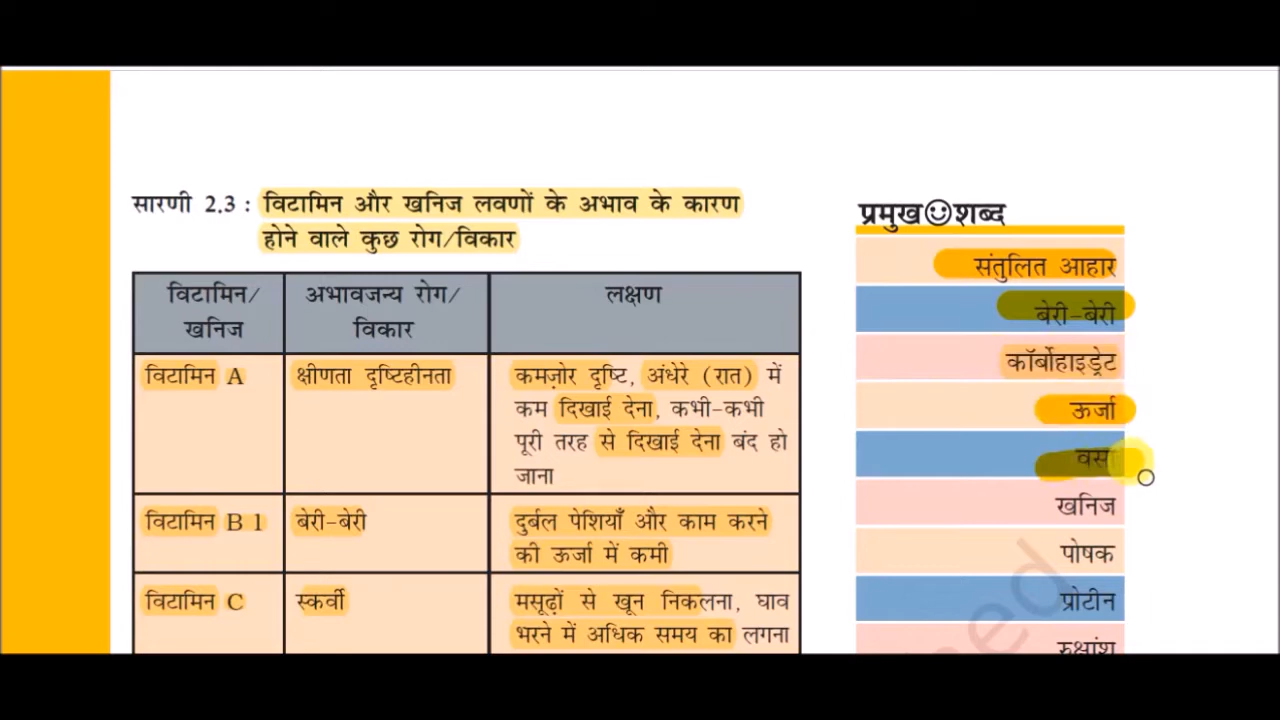 सारणी 2.3 : विटामिन और खनिज लवणों के अभाव के कारण
होने वाले कुछ रोग/विकार
विटामिन/
खनिज
अभावजन्य रोग/
विकार
लक्षण
विटामिन A
क्षीणता दृष्टिहीनता
कमज़ोर दृष्टि, अंधेरे (रात) में
कम दिखाई देना, कभी-कभी
पूरी तरह से दिखाई देना बंद हो
जाना
विटामिन B 1
बेरी-बेरी
दुर्बल पेशियाँ और काम करने
की ऊर्जा में कमी
विटामिन C
स्कर्वी
मसूढ़ों से खून निकलना, घाव
भरने में अधिक समय का लगना
प्रमुख शब्द
संतुलित आहार
बेरी-बेरी
कॉर्बोहाइड्रेट
ऊर्जा
वसा
खनिज
पोषक
प्रोटीन
रुक्षांश
ed